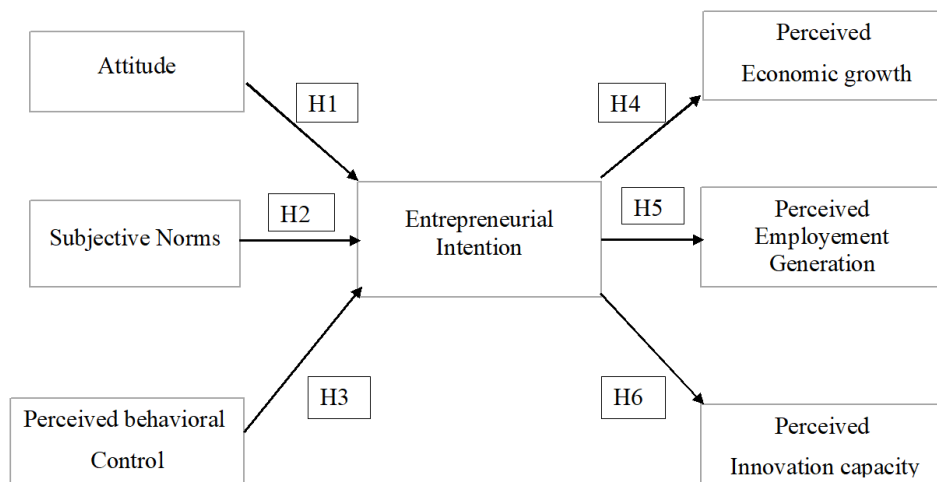 Attitude
H1
Subjective Norms
H2
Perceived behavioral
Control
H3
Entrepreneurial
Intention
H4
Perceived
Economic growth
H5
Perceived
Employement
Generation
H6
Perceived
Innovation capacity